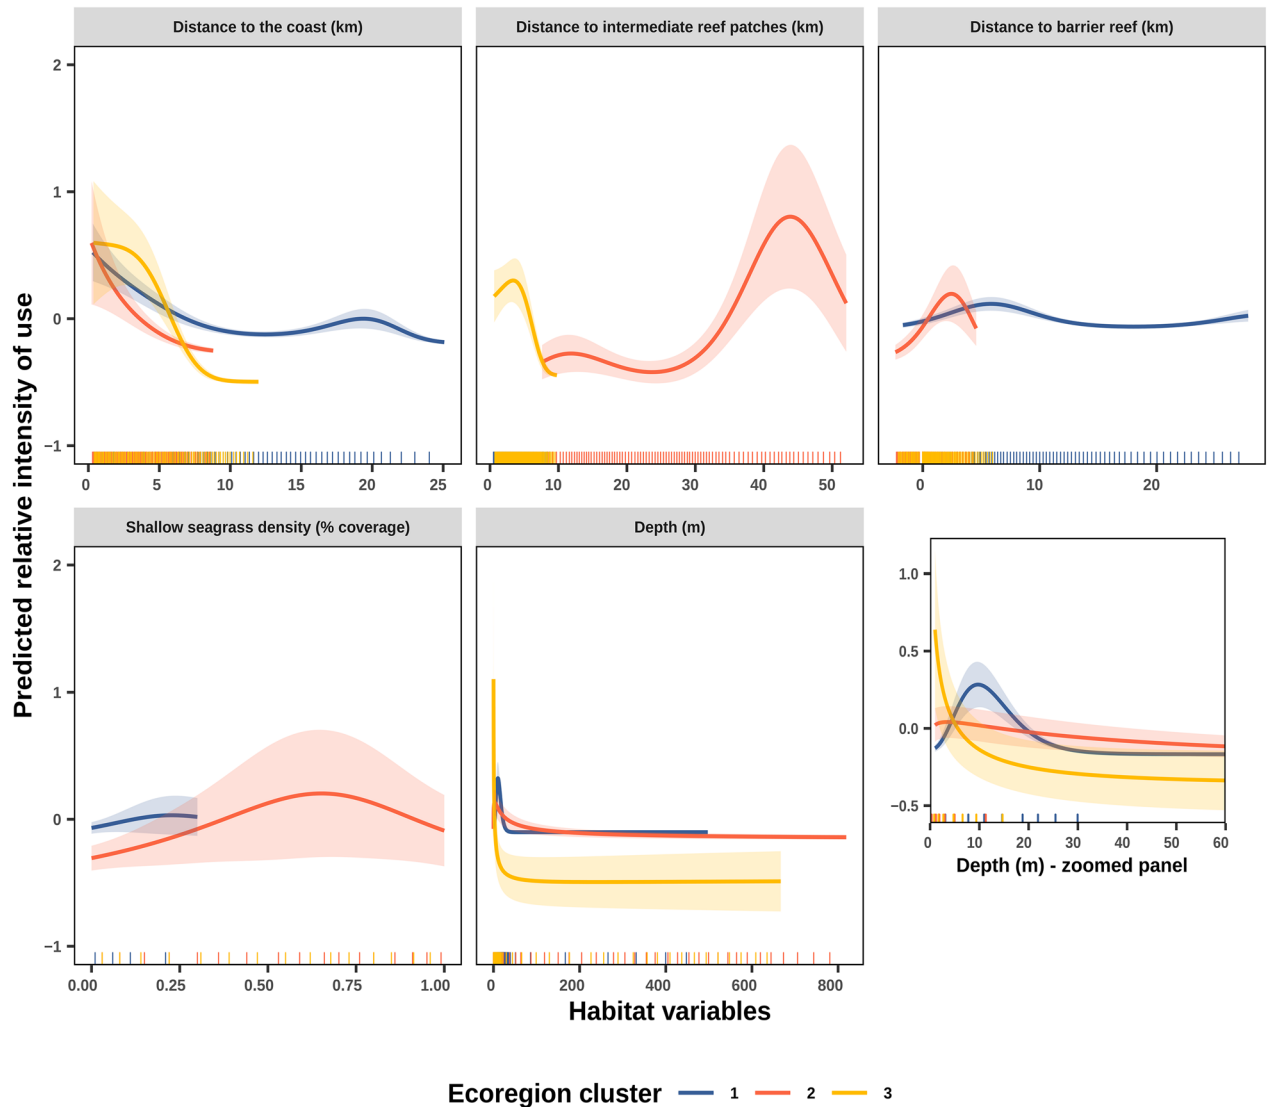 Distance to the coast (km)
Distance to intermediate reef patches (km)
Distance to barrier reef (km)
2
1
0
−1
0 5 10 15 20 25
0 10 20 30 40 50
0 10 20
Predicted relative intensity of use
Shallow seagrass density (% coverage)
Depth (m)
2
1
0
−1
0.00 0.25 0.50 0.75 1.00
0 200 400 600 800
1.0
0.5
0.0
−0.5
0 10 20 30 40 50 60
Depth (m) - zoomed panel
Habitat variables
Ecoregion cluster 1 2 3